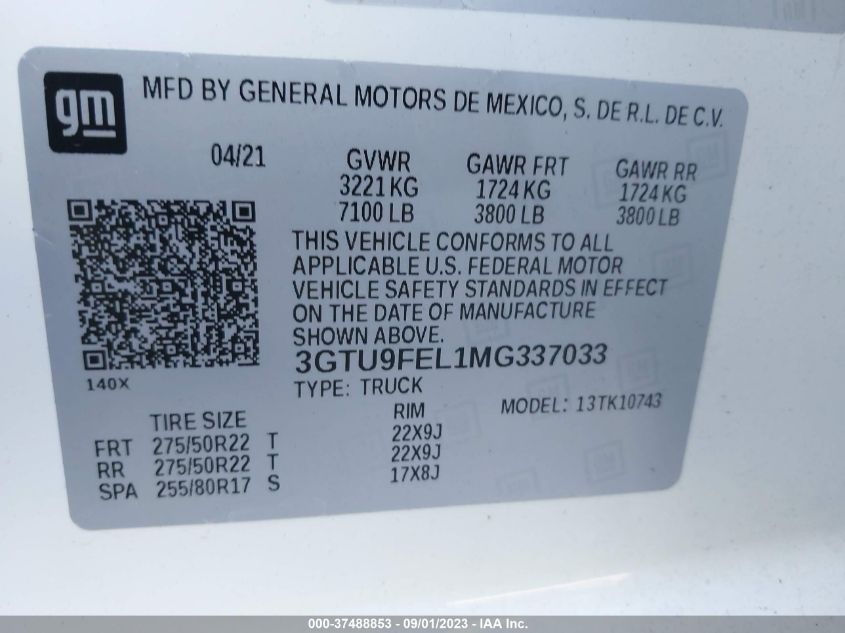 gm
MFD BY GENERAL MOTORS DE MEXICO, S. DE R.L. DE C.V.
04/21 GVWR GAWR FRT GAWR RR
3221 KG 1724 KG 1724 KG
7100 LB 3800 LB 3800 LB
THIS VEHICLE CONFORMS TO ALL
APPLICABLE U.S. FEDERAL MOTOR
VEHICLE SAFETY STANDARDS IN EFFECT
ON THE DATE OF MANUFACTURE
SHOWN ABOVE.
3GTU9FEL1MG337033
140X
TYPE: TRUCK
MODEL: 13TK10743
TIRE SIZE RIM
FRT 275/50R22 T 22X9J
RR 275/50R22 T 22X9J
SPA 255/80R17 S 17X8J
000-37488853 - 09/01/2023 - IAA Inc.